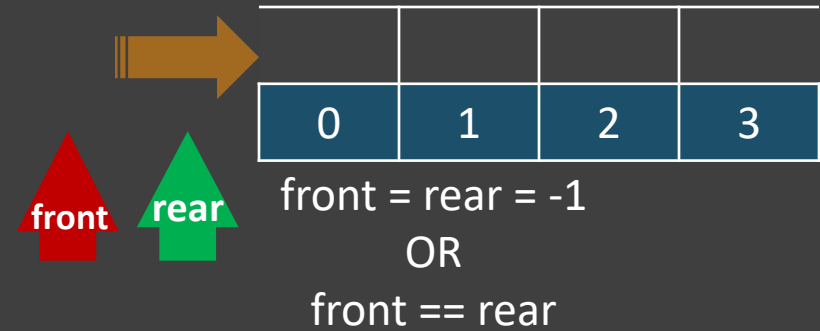 0 1 2 3
front rear
front = rear = -1
OR
front == rear